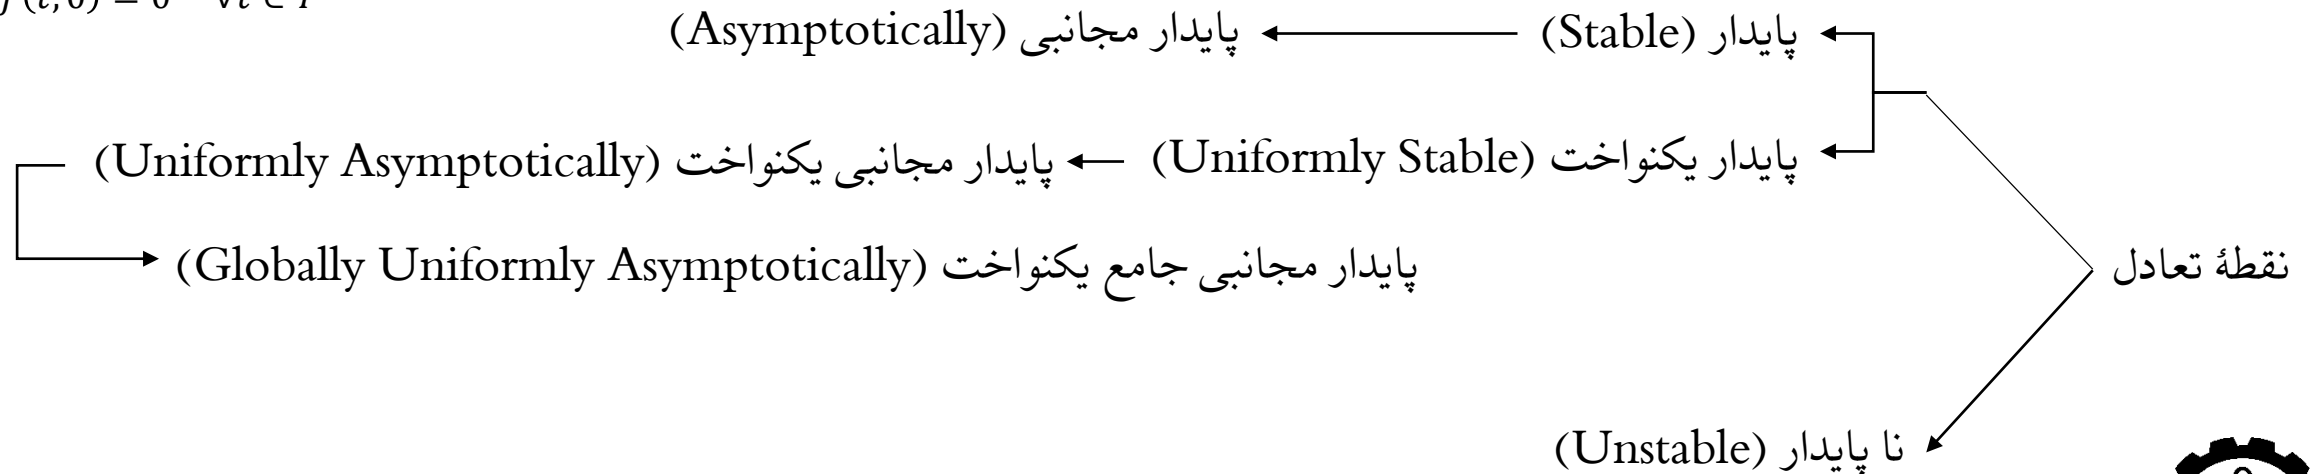 پایدار (Stable) پایدار مجانبی (Asymptotically)
پایدار یکنواخت (Uniformly Stable) پایدار مجانبی یکنواخت (Uniformly Asymptotically)
نقطهٔ تعادل پایدار مجانبی جامع یکنواخت (Globally Uniformly Asymptotically)
نا پایدار (Unstable)